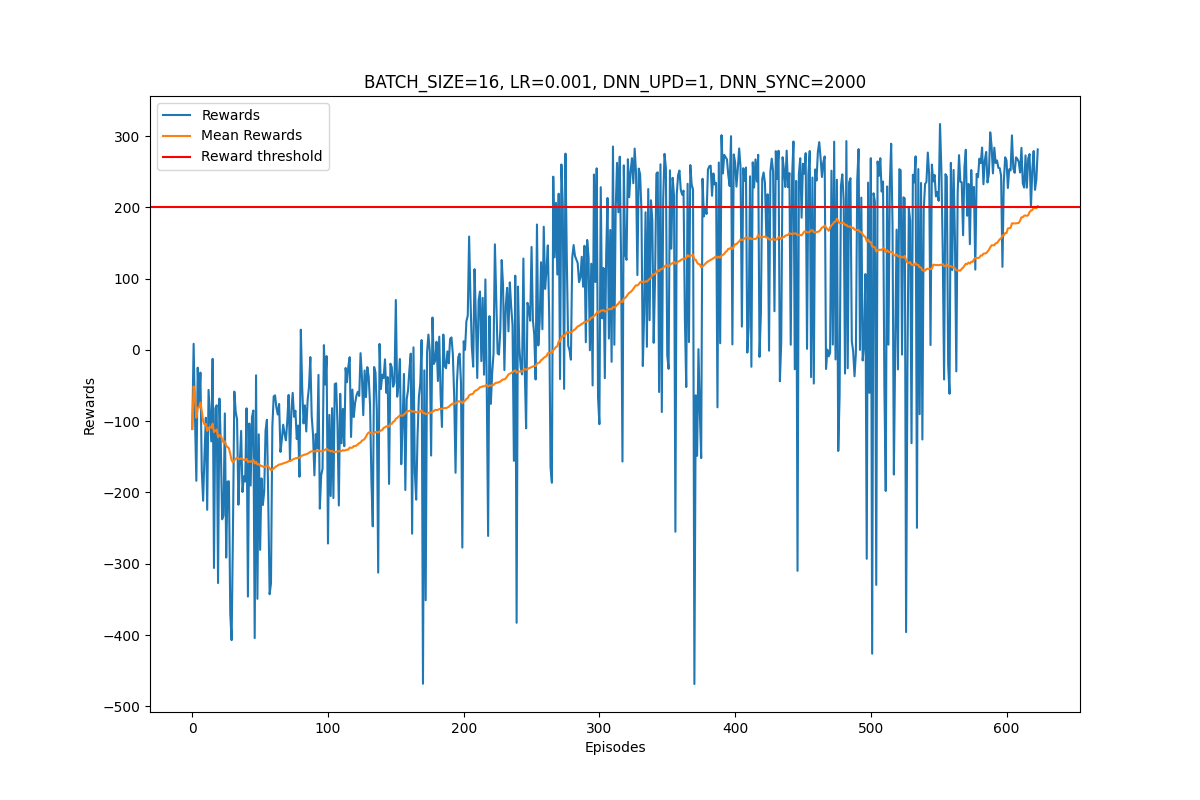 BATCH_SIZE=16, LR=0.001, DNN_UPD=1, DNN_SYNC=2000
Rewards
Mean Rewards
Reward threshold
300
200
100
0
−100
−200
−300
−400
−500
Rewards
0 100 200 300 400 500 600
Episodes